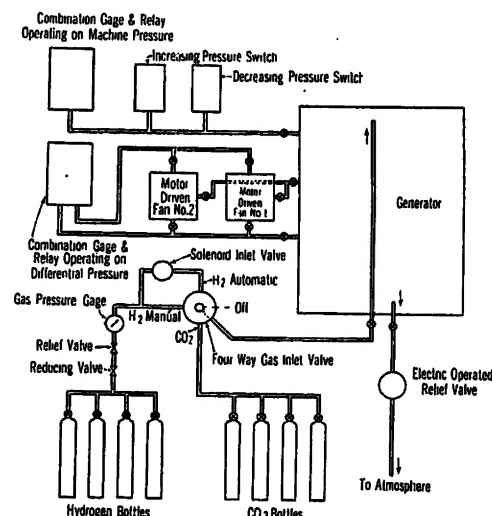 Combination Gage & Relay
Operating on Machine Pressure
Increasing Pressure Switch
Decreasing Pressure Switch
Motor
Driven
Fan No.2
Motor
Driven
Fan No.1
Generator
Combination Gage &
Relay Operating on
Differential Pressure
Solenoid Inlet Valve
H2 Automatic
Gas Pressure Gage
H2 Manual
Off
CO2
Relief Valve
Four Way Gas Inlet Valve
Reducing Valve
Electric Operated
Relief Valve
To Atmosphere
Hydrogen Bottles
CO2 Bottles